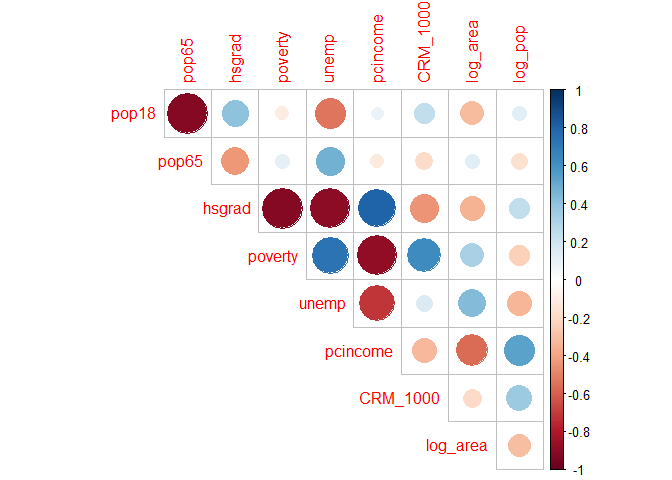 pop65
hsgrad
poverty
unemp
pcincome
CRM_1000
log_area
log_pop
pop18
pop65
hsgrad
poverty
unemp
pcincome
CRM_1000
log_area
1
0.8
0.6
0.4
0.2
0
-0.2
-0.4
-0.6
-0.8
-1